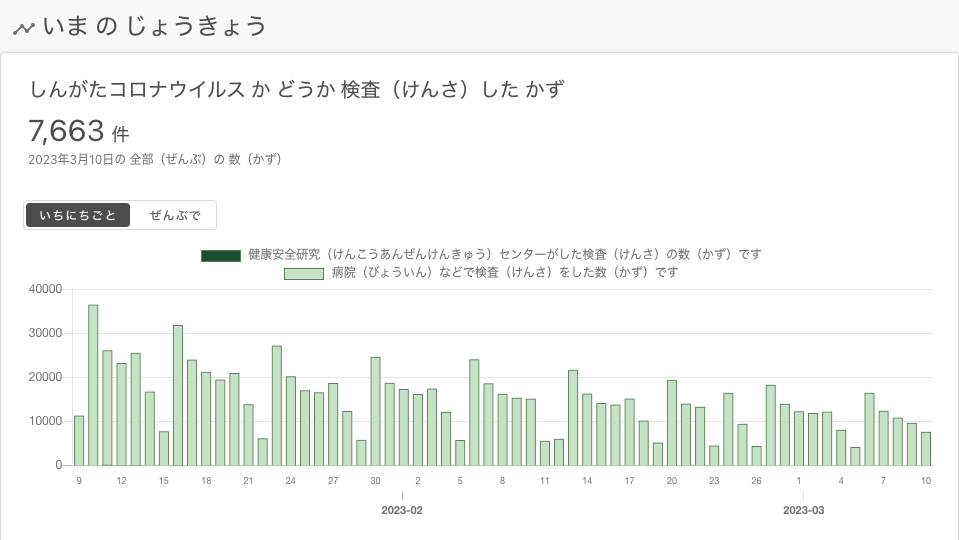 いま の じょうきょう
しんがたコロナウイルス か どうか 検査（けんさ）した かず
7,663 件
2023年3月10日の 全部（ぜんぶ）の 数（かず）
いちにちごと ぜんぶで
健康安全研究（けんこうあんぜんけんきゅう）センターがした検査（けんさ）の数（かず）です
病院（びょういん）などで検査（けんさ）をした数（かず）です
40000
30000
20000
10000
0
9 12 15 18 21 24 27 30 2 5 8 11 14 17 20 23 26 1 4 7 10
2023-02 2023-03